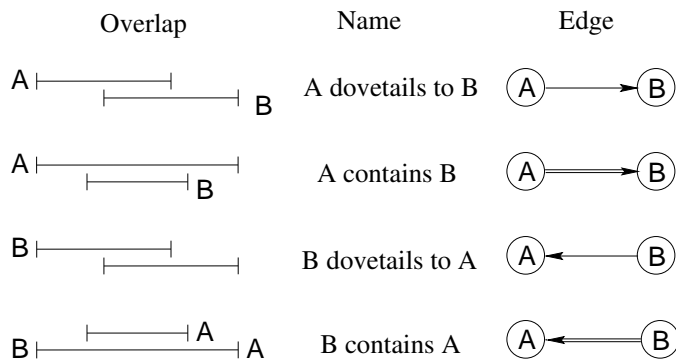 Overlap Name Edge
A A dovetails to B A B
B
A A contains B A B
B
B B dovetails to A A B
A
B A B contains A A B